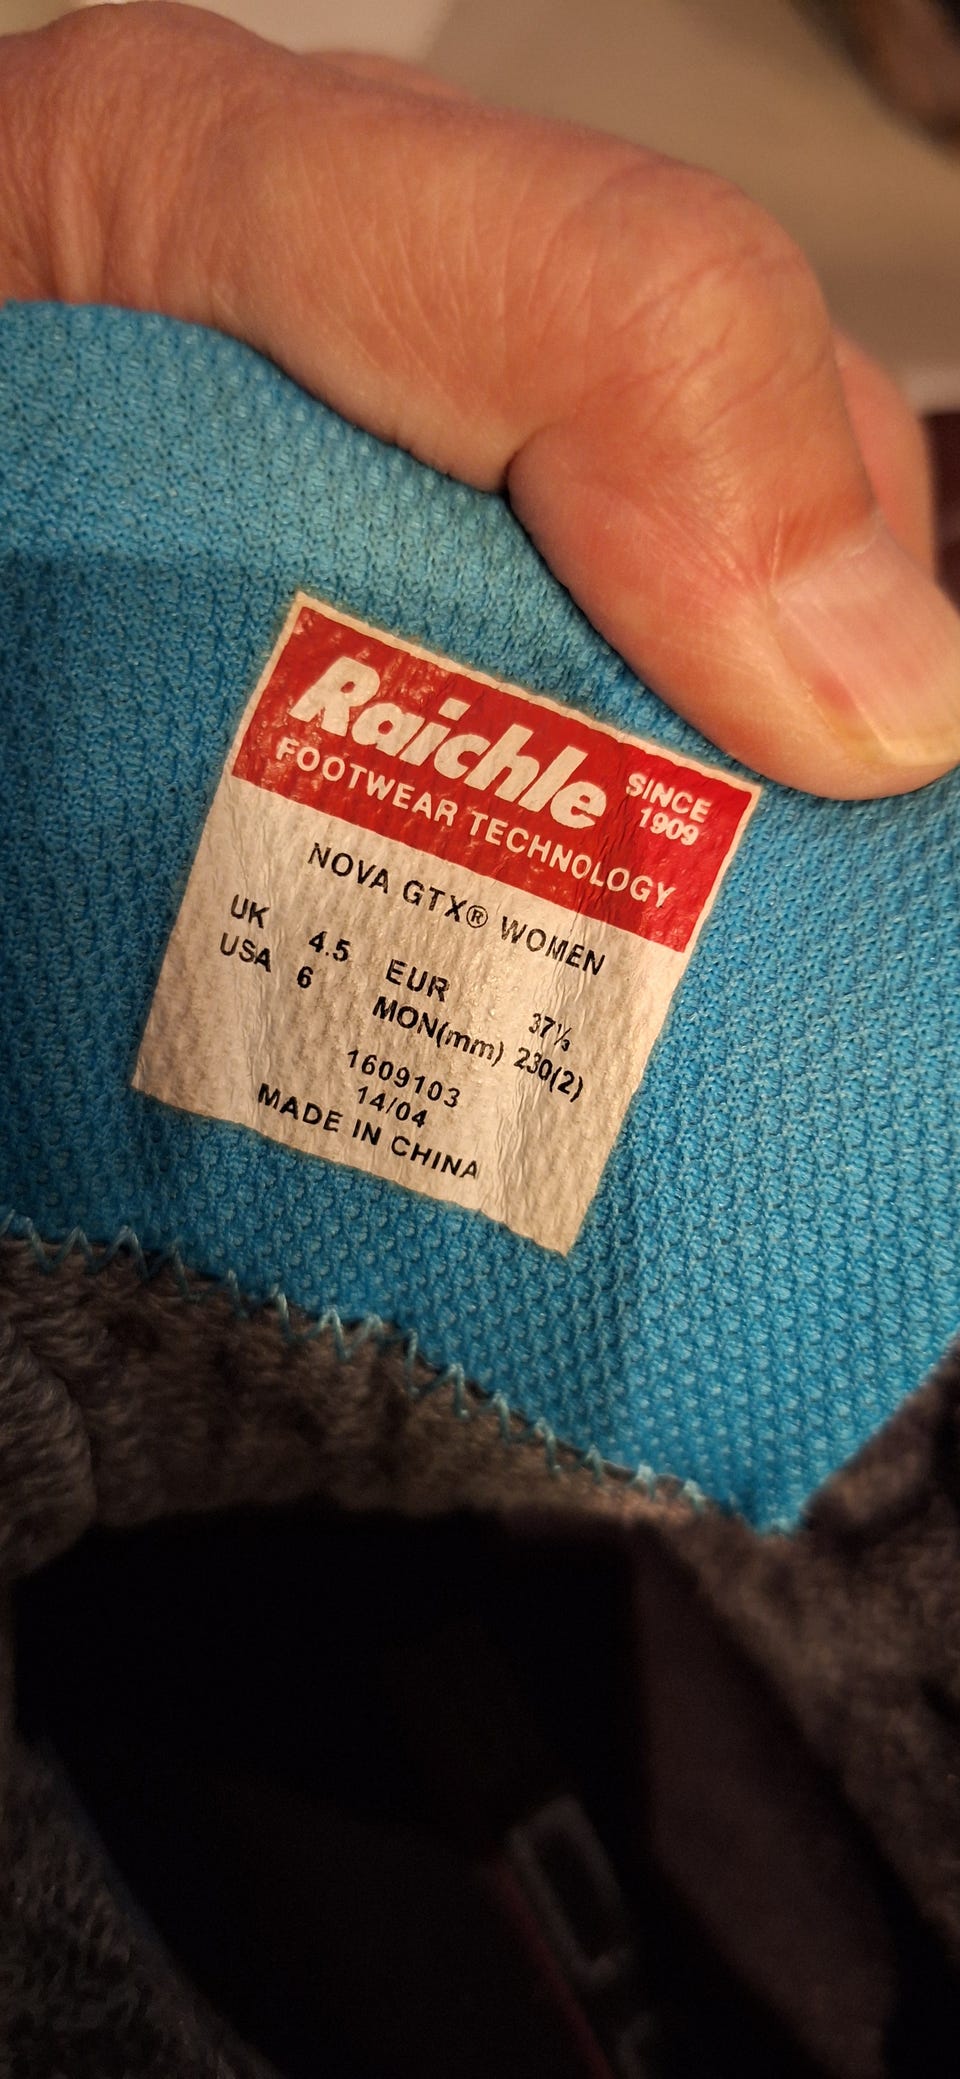 Raichle SINCE 1909
FOOTWEAR TECHNOLOGY
NOVA GTX® WOMEN
UK 4.5 EUR 37⅓
USA 6 MON(mm) 230(2)
1609103
14/04
MADE IN CHINA